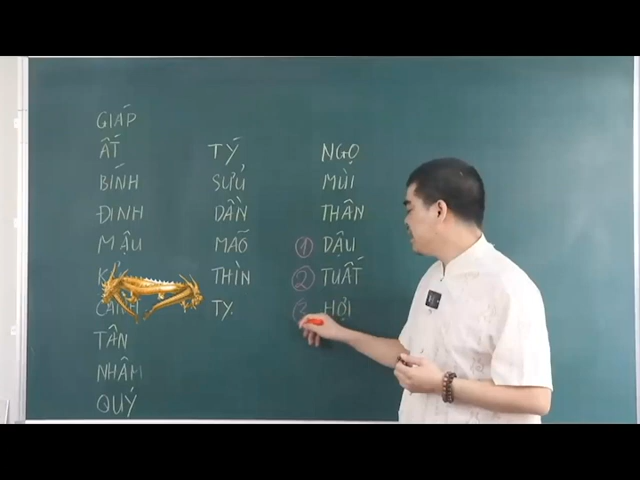 GIÁP
ẤT
BÍNH
ĐINH
MẬU
CANH
TÂN
NHÂM
QUÝ
TÝ
SỬU
DẦN
MÃO
THÌN
TỴ
NGỌ
MÙI
THÂN
① DẬU
② TUẤT
③ HỢI